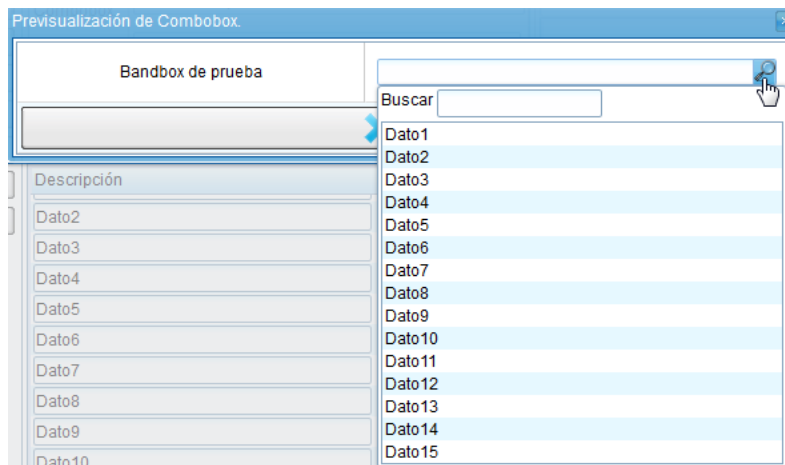 Previsualización de Combobox.
Bandbox de prueba
Buscar
Dato1
Dato2
Dato3
Dato4
Dato5
Dato6
Dato7
Dato8
Dato9
Dato10
Dato11
Dato12
Dato13
Dato14
Dato15
Descripción
Dato2
Dato3
Dato4
Dato5
Dato6
Dato7
Dato8
Dato9
Dato10